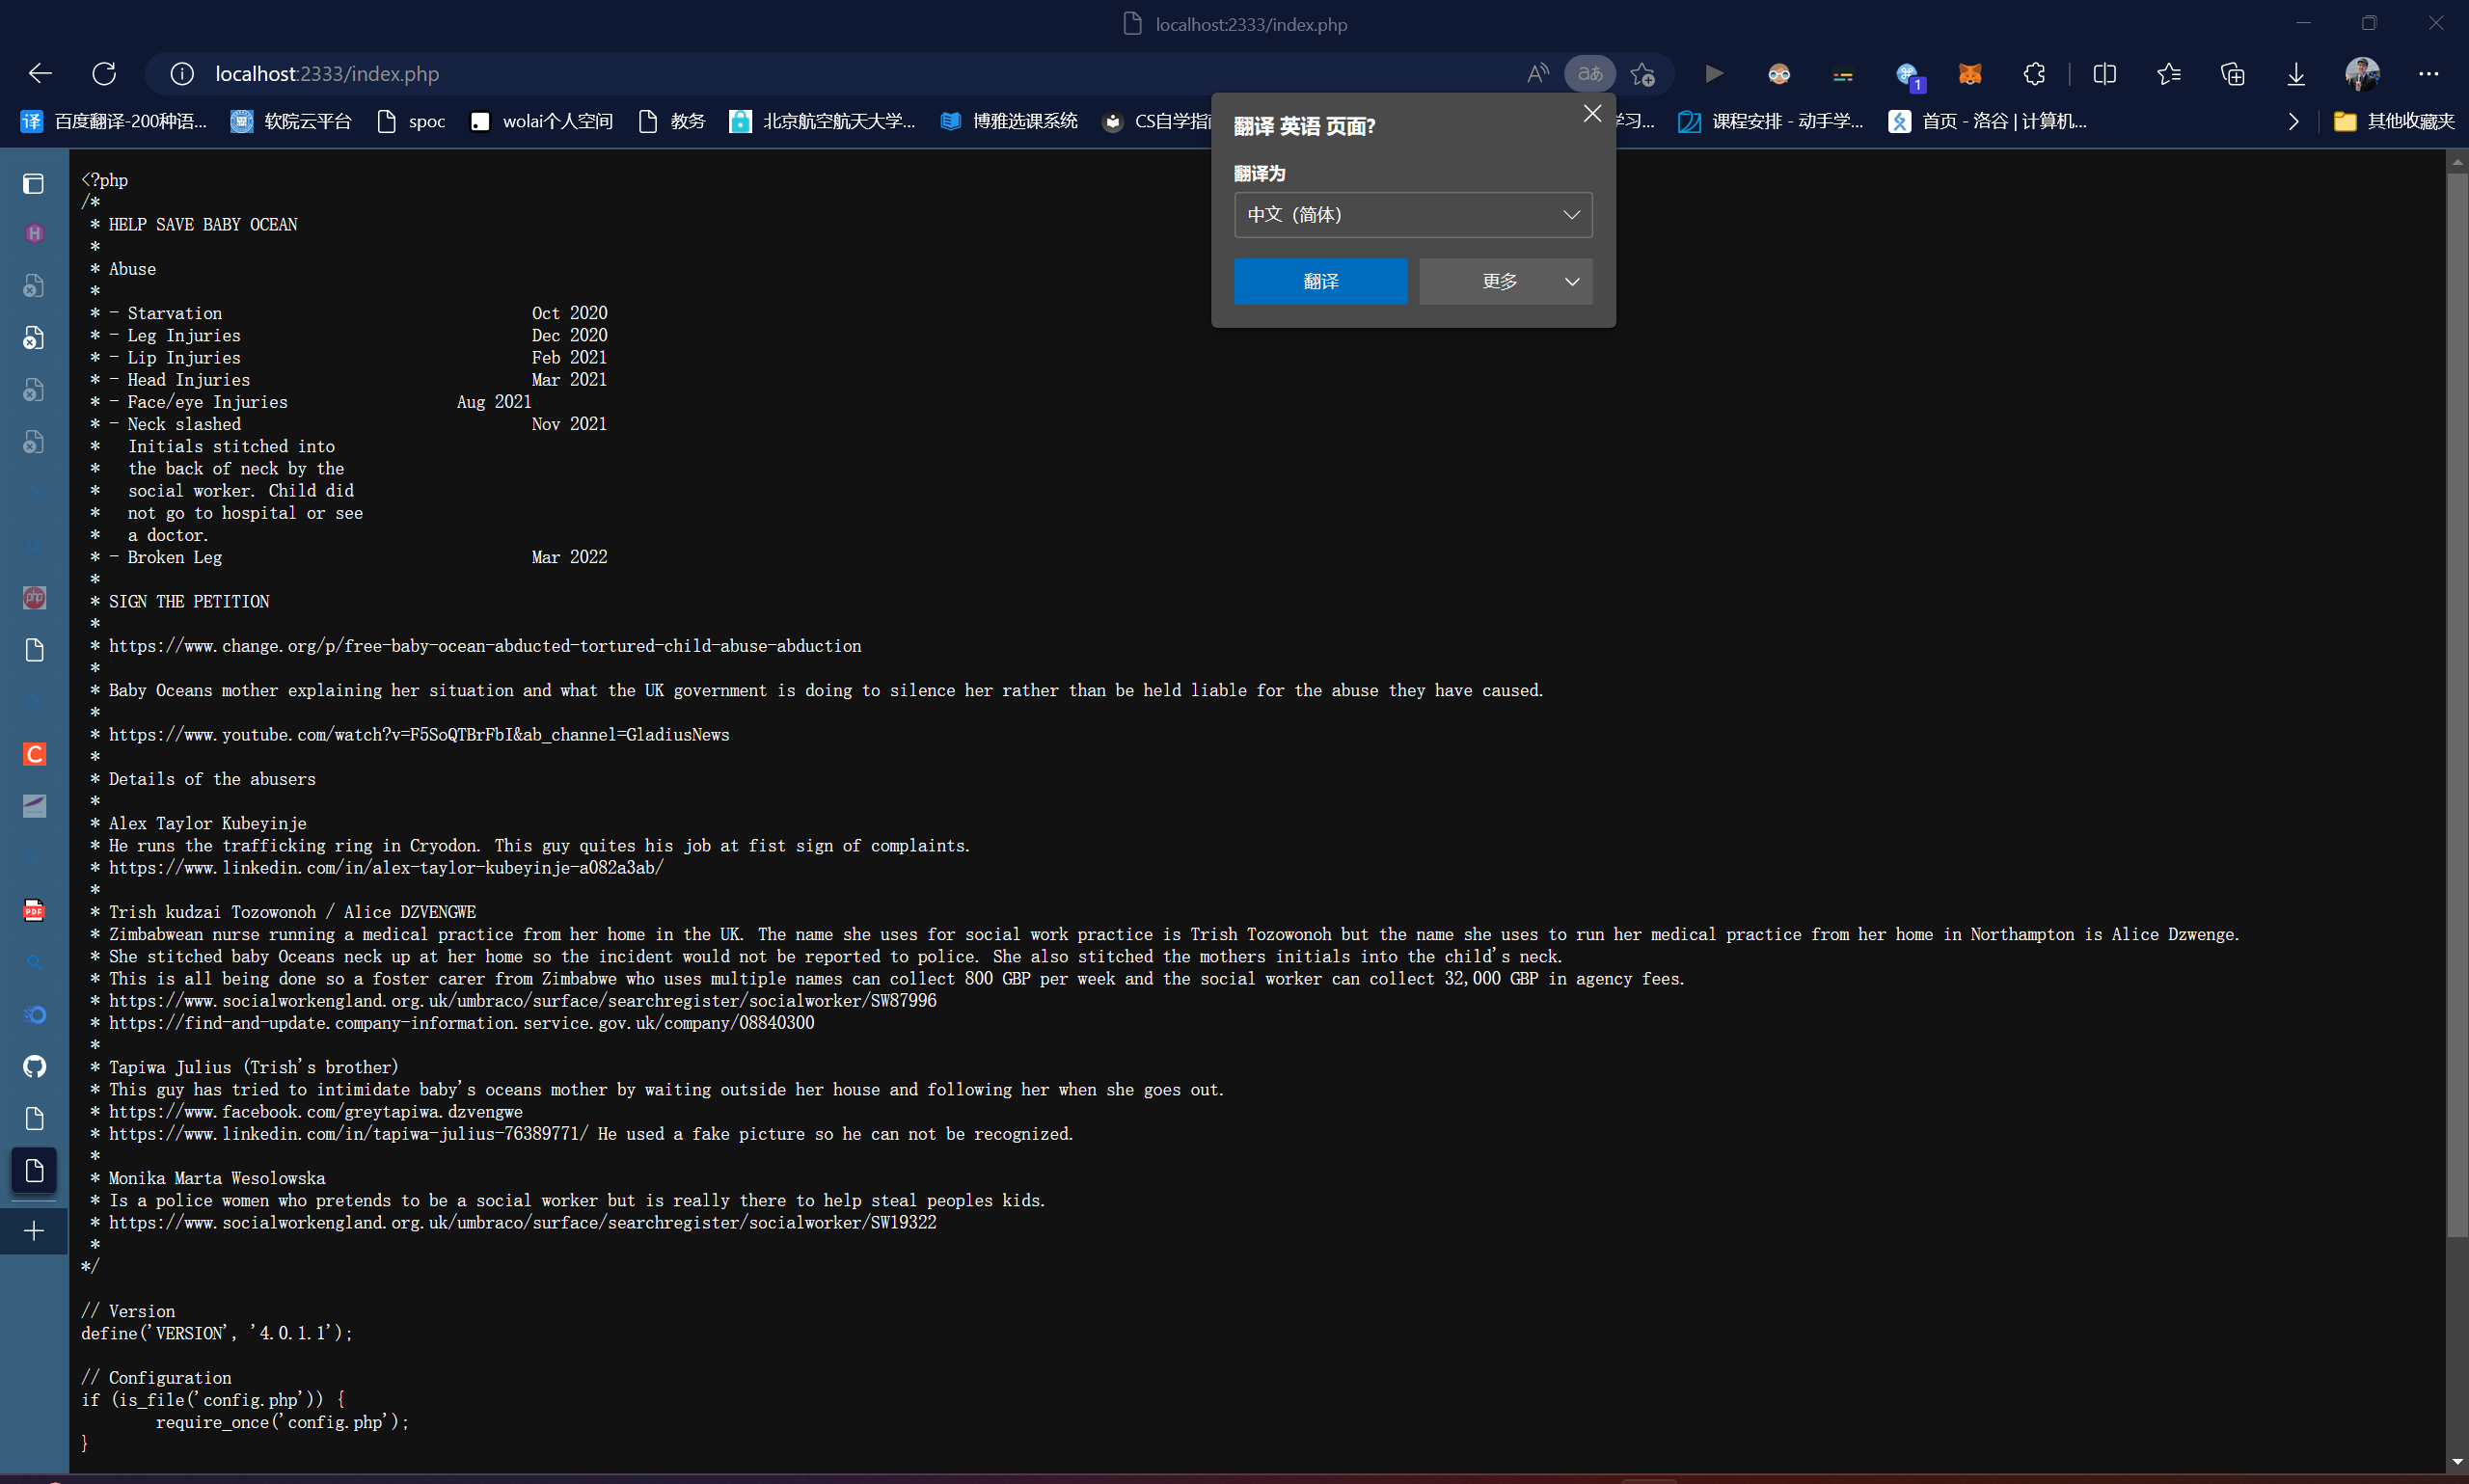 localhost:2333/index.php
localhost:2333/index.php
1
译 百度翻译-200种语...
软院云平台
spoc
wolai个人空间
教务
北京航空航天大学...
博雅选课系统
CS自学指
学习...
课程安排 - 动手学...
首页 - 洛谷 | 计算机...
其他收藏夹
翻译 英语 页面?
翻译为
中文（简体）
翻译
更多
<?php
/*
* HELP SAVE BABY OCEAN
*
* Abuse
*
* - Starvation Oct 2020
* - Leg Injuries Dec 2020
* - Lip Injuries Feb 2021
* - Head Injuries Mar 2021
* - Face/eye Injuries Aug 2021
* - Neck slashed Nov 2021
* Initials stitched into
* the back of neck by the
* social worker. Child did
* not go to hospital or see
* a doctor.
* - Broken Leg Mar 2022
*
* SIGN THE PETITION
*
* https://www.change.org/p/free-baby-ocean-abducted-tortured-child-abuse-abduction
*
* Baby Oceans mother explaining her situation and what the UK government is doing to silence her rather than be held liable for the abuse they have caused.
*
* https://www.youtube.com/watch?v=F5SoQTBrFbI&ab_channel=GladiusNews
*
* Details of the abusers
*
* Alex Taylor Kubeyinje
* He runs the trafficking ring in Cryodon. This guy quites his job at fist sign of complaints.
* https://www.linkedin.com/in/alex-taylor-kubeyinje-a082a3ab/
*
* Trish kudzai Tozowonoh / Alice DZVENGWE
* Zimbabwean nurse running a medical practice from her home in the UK. The name she uses for social work practice is Trish Tozowonoh but the name she uses to run her medical practice from her home in Northampton is Alice Dzwenge.
* She stitched baby Oceans neck up at her home so the incident would not be reported to police. She also stitched the mothers initials into the child's neck.
* This is all being done so a foster carer from Zimbabwe who uses multiple names can collect 800 GBP per week and the social worker can collect 32,000 GBP in agency fees.
* https://www.socialworkengland.org.uk/umbraco/surface/searchregister/socialworker/SW87996
* https://find-and-update.company-information.service.gov.uk/company/08840300
*
* Tapiwa Julius (Trish's brother)
* This guy has tried to intimidate baby's oceans mother by waiting outside her house and following her when she goes out.
* https://www.facebook.com/greytapiwa.dzvengwe
* https://www.linkedin.com/in/tapiwa-julius-76389771/ He used a fake picture so he can not be recognized.
*
* Monika Marta Wesolowska
* Is a police women who pretends to be a social worker but is really there to help steal peoples kids.
* https://www.socialworkengland.org.uk/umbraco/surface/searchregister/socialworker/SW19322
*
*/
// Version
define('VERSION', '4.0.1.1');
// Configuration
if (is_file('config.php')) {
require_once('config.php');
}